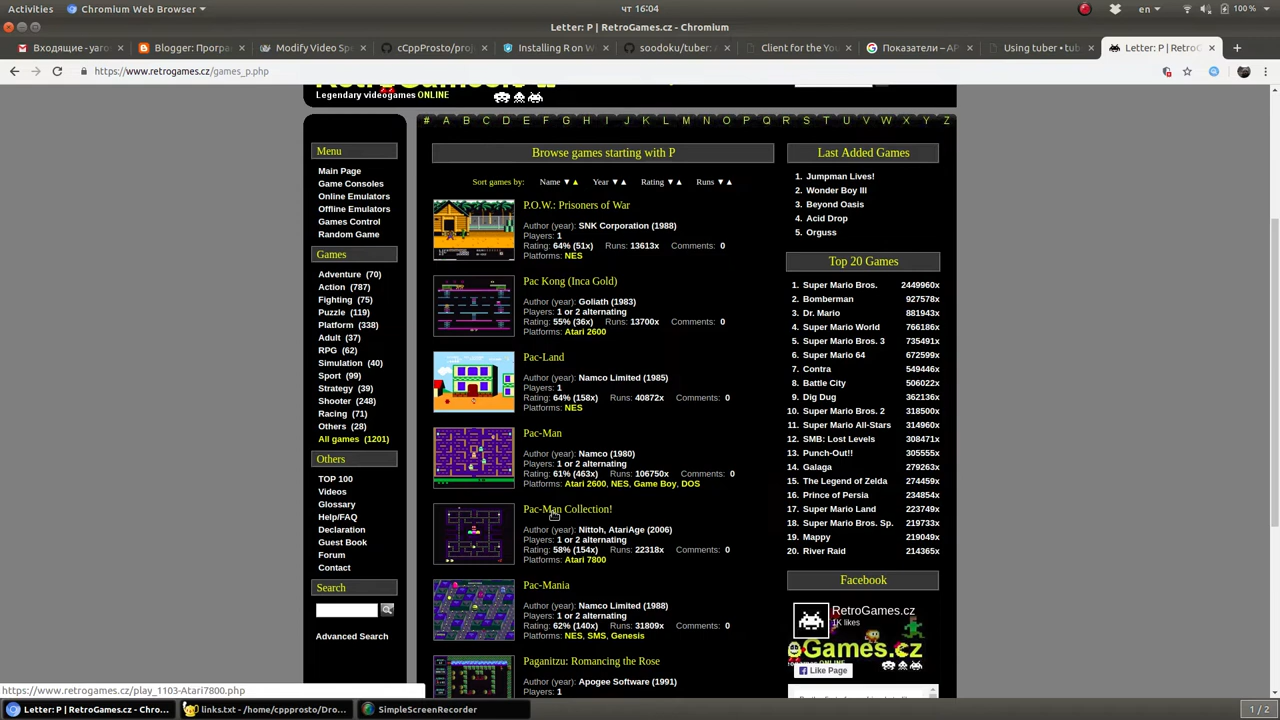 Activities Chromium Web Browser чт 16:04 en 100 %
Letter: P | RetroGames.cz - Chromium
Входящие - yaros Blogger: Програ Modify Video Spe cCppProsto/proj Installing R on W soodoku/tuber: Client for the You Показатели – AP Using tuber • tub Letter: P | RetroG
https://www.retrogames.cz/games_p.php
Legendary videogames ONLINE
# A B C D E F G H I J K L M N O P Q R S T U V W X Y Z
Menu
Main Page
Game Consoles
Online Emulators
Offline Emulators
Games Control
Random Game
Games
Adventure (70)
Action (787)
Fighting (75)
Puzzle (119)
Platform (338)
Adult (37)
RPG (62)
Simulation (40)
Sport (99)
Strategy (39)
Shooter (248)
Racing (71)
Others (28)
All games (1201)
Others
TOP 100
Videos
Glossary
Help/FAQ
Declaration
Guest Book
Forum
Contact
Search
Advanced Search
Browse games starting with P
Sort games by: Name ▼▲ Year ▼▲ Rating ▼▲ Runs ▼▲
P.O.W.: Prisoners of War
Author (year): SNK Corporation (1988)
Players: 1
Rating: 64% (51x) Runs: 13613x Comments: 0
Platforms: NES
Pac Kong (Inca Gold)
Author (year): Goliath (1983)
Players: 1 or 2 alternating
Rating: 55% (36x) Runs: 13700x Comments: 0
Platforms: Atari 2600
Pac-Land
Author (year): Namco Limited (1985)
Players: 1
Rating: 64% (158x) Runs: 40872x Comments: 0
Platforms: NES
Pac-Man
Author (year): Namco (1980)
Players: 1 or 2 alternating
Rating: 61% (463x) Runs: 106750x Comments: 0
Platforms: Atari 2600, NES, Game Boy, DOS
Pac-Man Collection!
Author (year): Nittoh, AtariAge (2006)
Players: 1 or 2 alternating
Rating: 58% (154x) Runs: 22318x Comments: 0
Platforms: Atari 7800
Pac-Mania
Author (year): Namco Limited (1988)
Players: 1 or 2 alternating
Rating: 62% (140x) Runs: 31809x Comments: 0
Platforms: NES, SMS, Genesis
Paganitzu: Romancing the Rose
Author (year): Apogee Software (1991)
Players: 1
Last Added Games
1. Jumpman Lives!
2. Wonder Boy III
3. Beyond Oasis
4. Acid Drop
5. Orguss
Top 20 Games
1. Super Mario Bros. 2449960x
2. Bomberman 927578x
3. Dr. Mario 881943x
4. Super Mario World 766186x
5. Super Mario Bros. 3 735491x
6. Super Mario 64 672599x
7. Contra 549446x
8. Battle City 506022x
9. Dig Dug 362136x
10. Super Mario Bros. 2 318500x
11. Super Mario All-Stars 314960x
12. SMB: Lost Levels 308471x
13. Punch-Out!! 305555x
14. Galaga 279263x
15. The Legend of Zelda 274459x
16. Prince of Persia 234854x
17. Super Mario Land 223749x
18. Super Mario Bros. Sp. 219733x
19. Mappy 219049x
20. River Raid 214365x
Facebook
RetroGames.cz
1K likes
Games.cz
Like Page
https://www.retrogames.cz/play_1103-Atari7800.php
Letter: P | RetroGames.cz - Chro... links.txt - /home/cppprosto/Dro... SimpleScreenRecorder 1 / 2